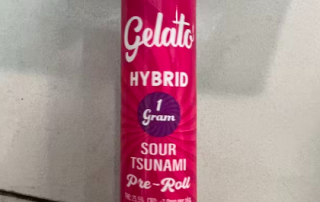 Gelato
HYBRID
1
Gram
SOUR
TSUNAMI
Pre-Roll